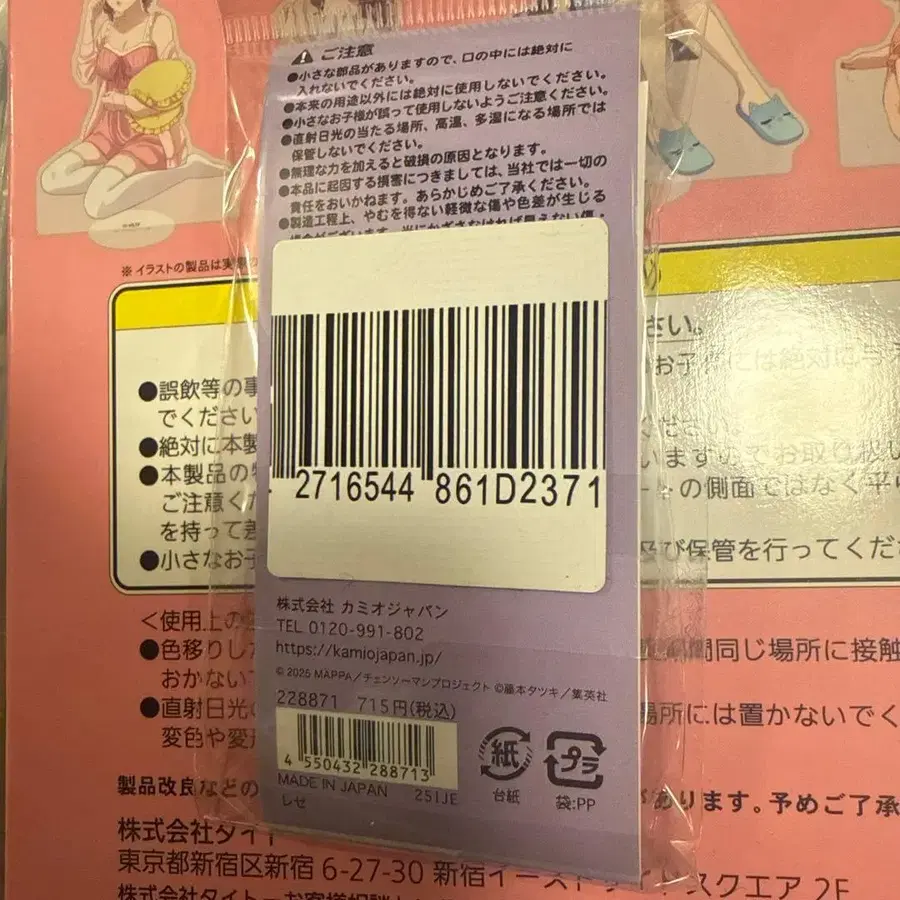 ご注意
●小さな部品がありますので、口の中には絶対に
入れないでください。
●本来の用途以外には絶対に使用しないでください。
●小さなお子様が誤って使用しないようご注意ください。
●直射日光の当たる場所、高温、多湿になる場所では
保管しないでください。
●無理な力を加えると破損の原因となります。
●本品に起因する損害につきましては、当社では一切の
責任をおいかねます。あらかじめご了承ください。
●製造工程上、やむを得ない軽微な傷や色差が生じる
2716544 861D2371
株式会社 カミオジャパン
TEL 0120-991-802
https://kamiojapan.jp/
© 2025 MAPPA/チェンソーマンプロジェクト ©藤本タツキ/集英社
228871 715円(税込)
4 550432 288713
MADE IN JAPAN 251JE
レゼ
紙
台紙
プラ
袋:PP
※イラストの製品は実際の
さい。
お子様には絶対に与え
●誤飲等の事
でください
ください。
●絶対に本製
いますのでお取り扱い
●本製品の特
トの側面ではなく平ら
ご注意くだ
を持って差
及び保管を行ってくだ
●小さなお子
<使用上の
●色移りした
間同じ場所に接触
おかない
●直射日光の
場所には置かないでく
変色や変形
製品改良などの
があります。予めご了承
株式会社タイトー
東京都新宿区新宿 6-27-30 新宿イーストサイドスクエア 2F